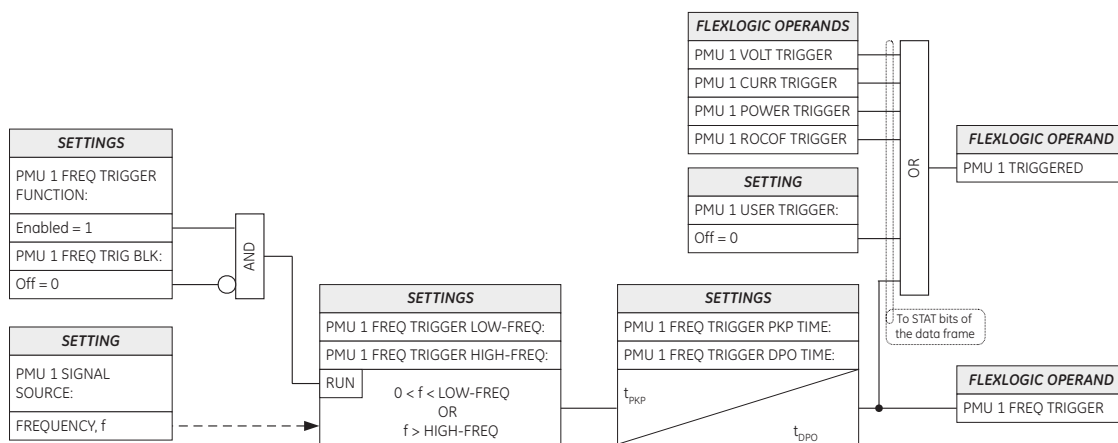 FLEXLOGIC OPERANDS
PMU 1 VOLT TRIGGER
PMU 1 CURR TRIGGER
PMU 1 POWER TRIGGER
PMU 1 ROCOF TRIGGER
SETTING
PMU 1 USER TRIGGER:
Off = 0
OR
FLEXLOGIC OPERAND
PMU 1 TRIGGERED
To STAT bits of
the data frame
SETTINGS
PMU 1 FREQ TRIGGER
FUNCTION:
Enabled = 1
PMU 1 FREQ TRIG BLK:
Off = 0
AND
SETTING
PMU 1 SIGNAL
SOURCE:
FREQUENCY, f
SETTINGS
PMU 1 FREQ TRIGGER LOW-FREQ:
PMU 1 FREQ TRIGGER HIGH-FREQ:
RUN
0 < f < LOW-FREQ
OR
f > HIGH-FREQ
SETTINGS
PMU 1 FREQ TRIGGER PKP TIME:
PMU 1 FREQ TRIGGER DPO TIME:
tPKP
tDPO
FLEXLOGIC OPERAND
PMU 1 FREQ TRIGGER